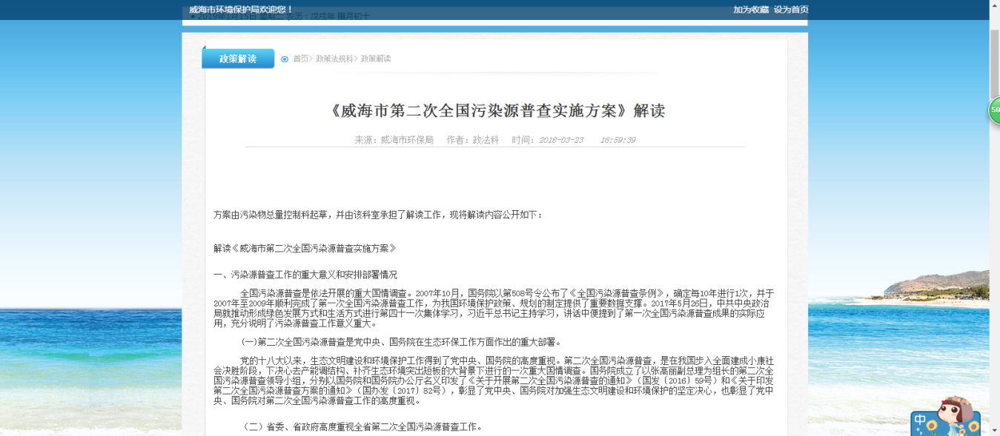 威海市环境保护局欢迎您！ 加为收藏 设为首页
2019年1月15日 星期二 农历：戊戌年 腊月初十
政策解读 首页> 政策法规科> 政策解读
《威海市第二次全国污染源普查实施方案》解读
来源：威海市环保局 作者：政法科 时间：2018-03-23 16:59:39
50
方案由污染物总量控制科起草，并由该科室承担了解读工作，现将解读内容公开如下：
解读《威海市第二次全国污染源普查实施方案》
一、污染源普查工作的重大意义和安排部署情况
全国污染源普查是依法开展的重大国情调查。2007年10月，国务院以第508号令公布了《全国污染源普查条例》，确定每10年进行1次，并于
2007年至2009年顺利完成了第一次全国污染源普查工作，为我国环境保护政策、规划的制定提供了重要数据支撑。2017年5月26日，中共中央政治
局就推动形成绿色发展方式和生活方式进行第四十一次集体学习，习近平总书记主持学习，讲话中便提到了第一次全国污染源普查成果的实际应
用，充分说明了污染源普查工作意义重大。
(一)第二次全国污染源普查是党中央、国务院在生态环保工作方面作出的重大部署。
党的十八大以来，生态文明建设和环境保护工作得到了党中央、国务院的高度重视。第二次全国污染源普查，是在我国步入全面建成小康社
会决胜阶段，下决心去产能调结构、补齐生态环境突出短板的大背景下进行的一次重大国情调查。国务院成立了以张高丽副总理为组长的第二次全
国污染源普查领导小组，分别以国务院和国务院办公厅名义印发了《关于开展第二次全国污染源普查的通知》（国发〔2016〕59号）和《关于印发
第二次全国污染源普查方案的通知》（国办发〔2017〕82号），彰显了党中央、国务院对加强生态文明建设和环境保护的坚定决心，也彰显了党中
央、国务院对第二次全国污染源普查工作的高度重视。
（二）省委、省政府高度重视全省第二次全国污染源普查工作。
中